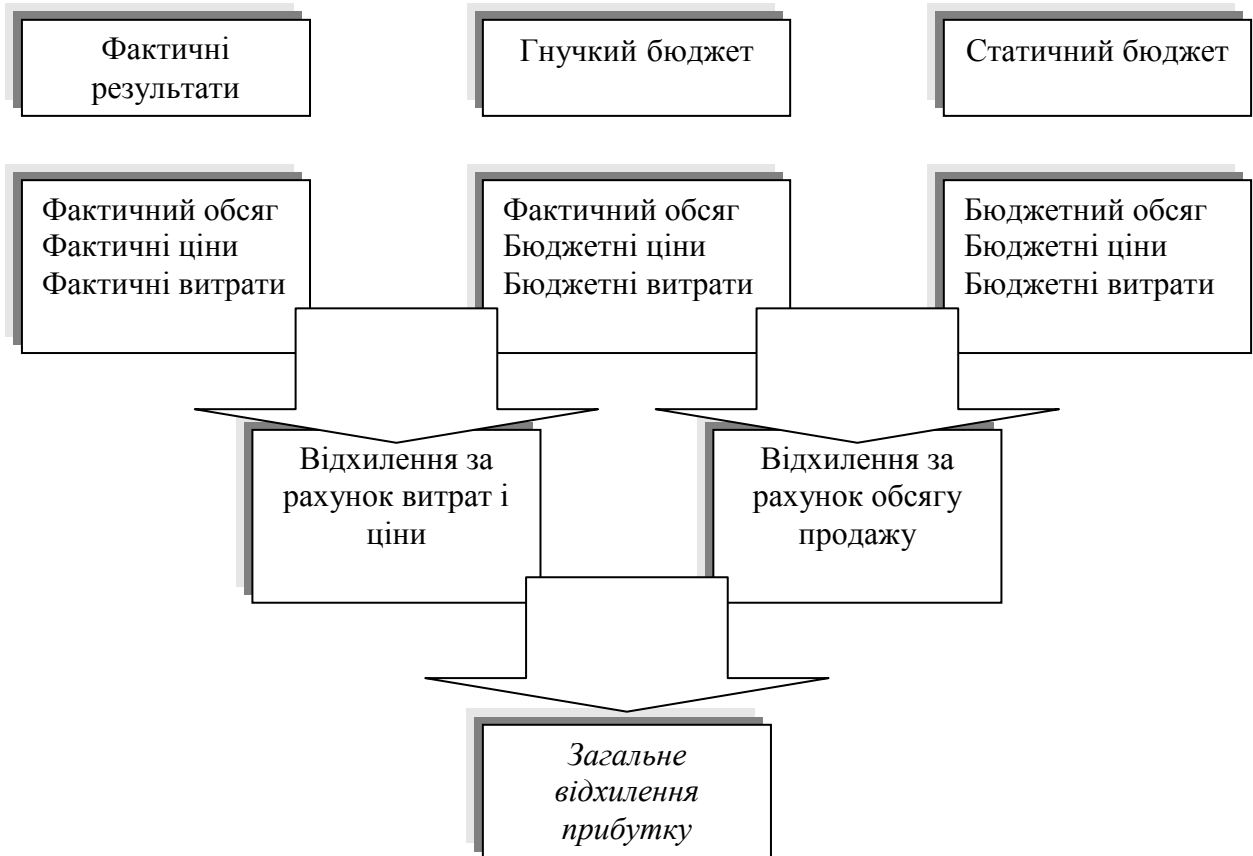 Фактичні
результати
Гнучкий бюджет
Статичний бюджет
Фактичний обсяг
Фактичні ціни
Фактичні витрати
Фактичний обсяг
Бюджетні ціни
Бюджетні витрати
Бюджетний обсяг
Бюджетні ціни
Бюджетні витрати
Відхилення за
рахунок витрат і
ціни
Відхилення за
рахунок обсягу
продажу
Загальне
відхилення
прибутку